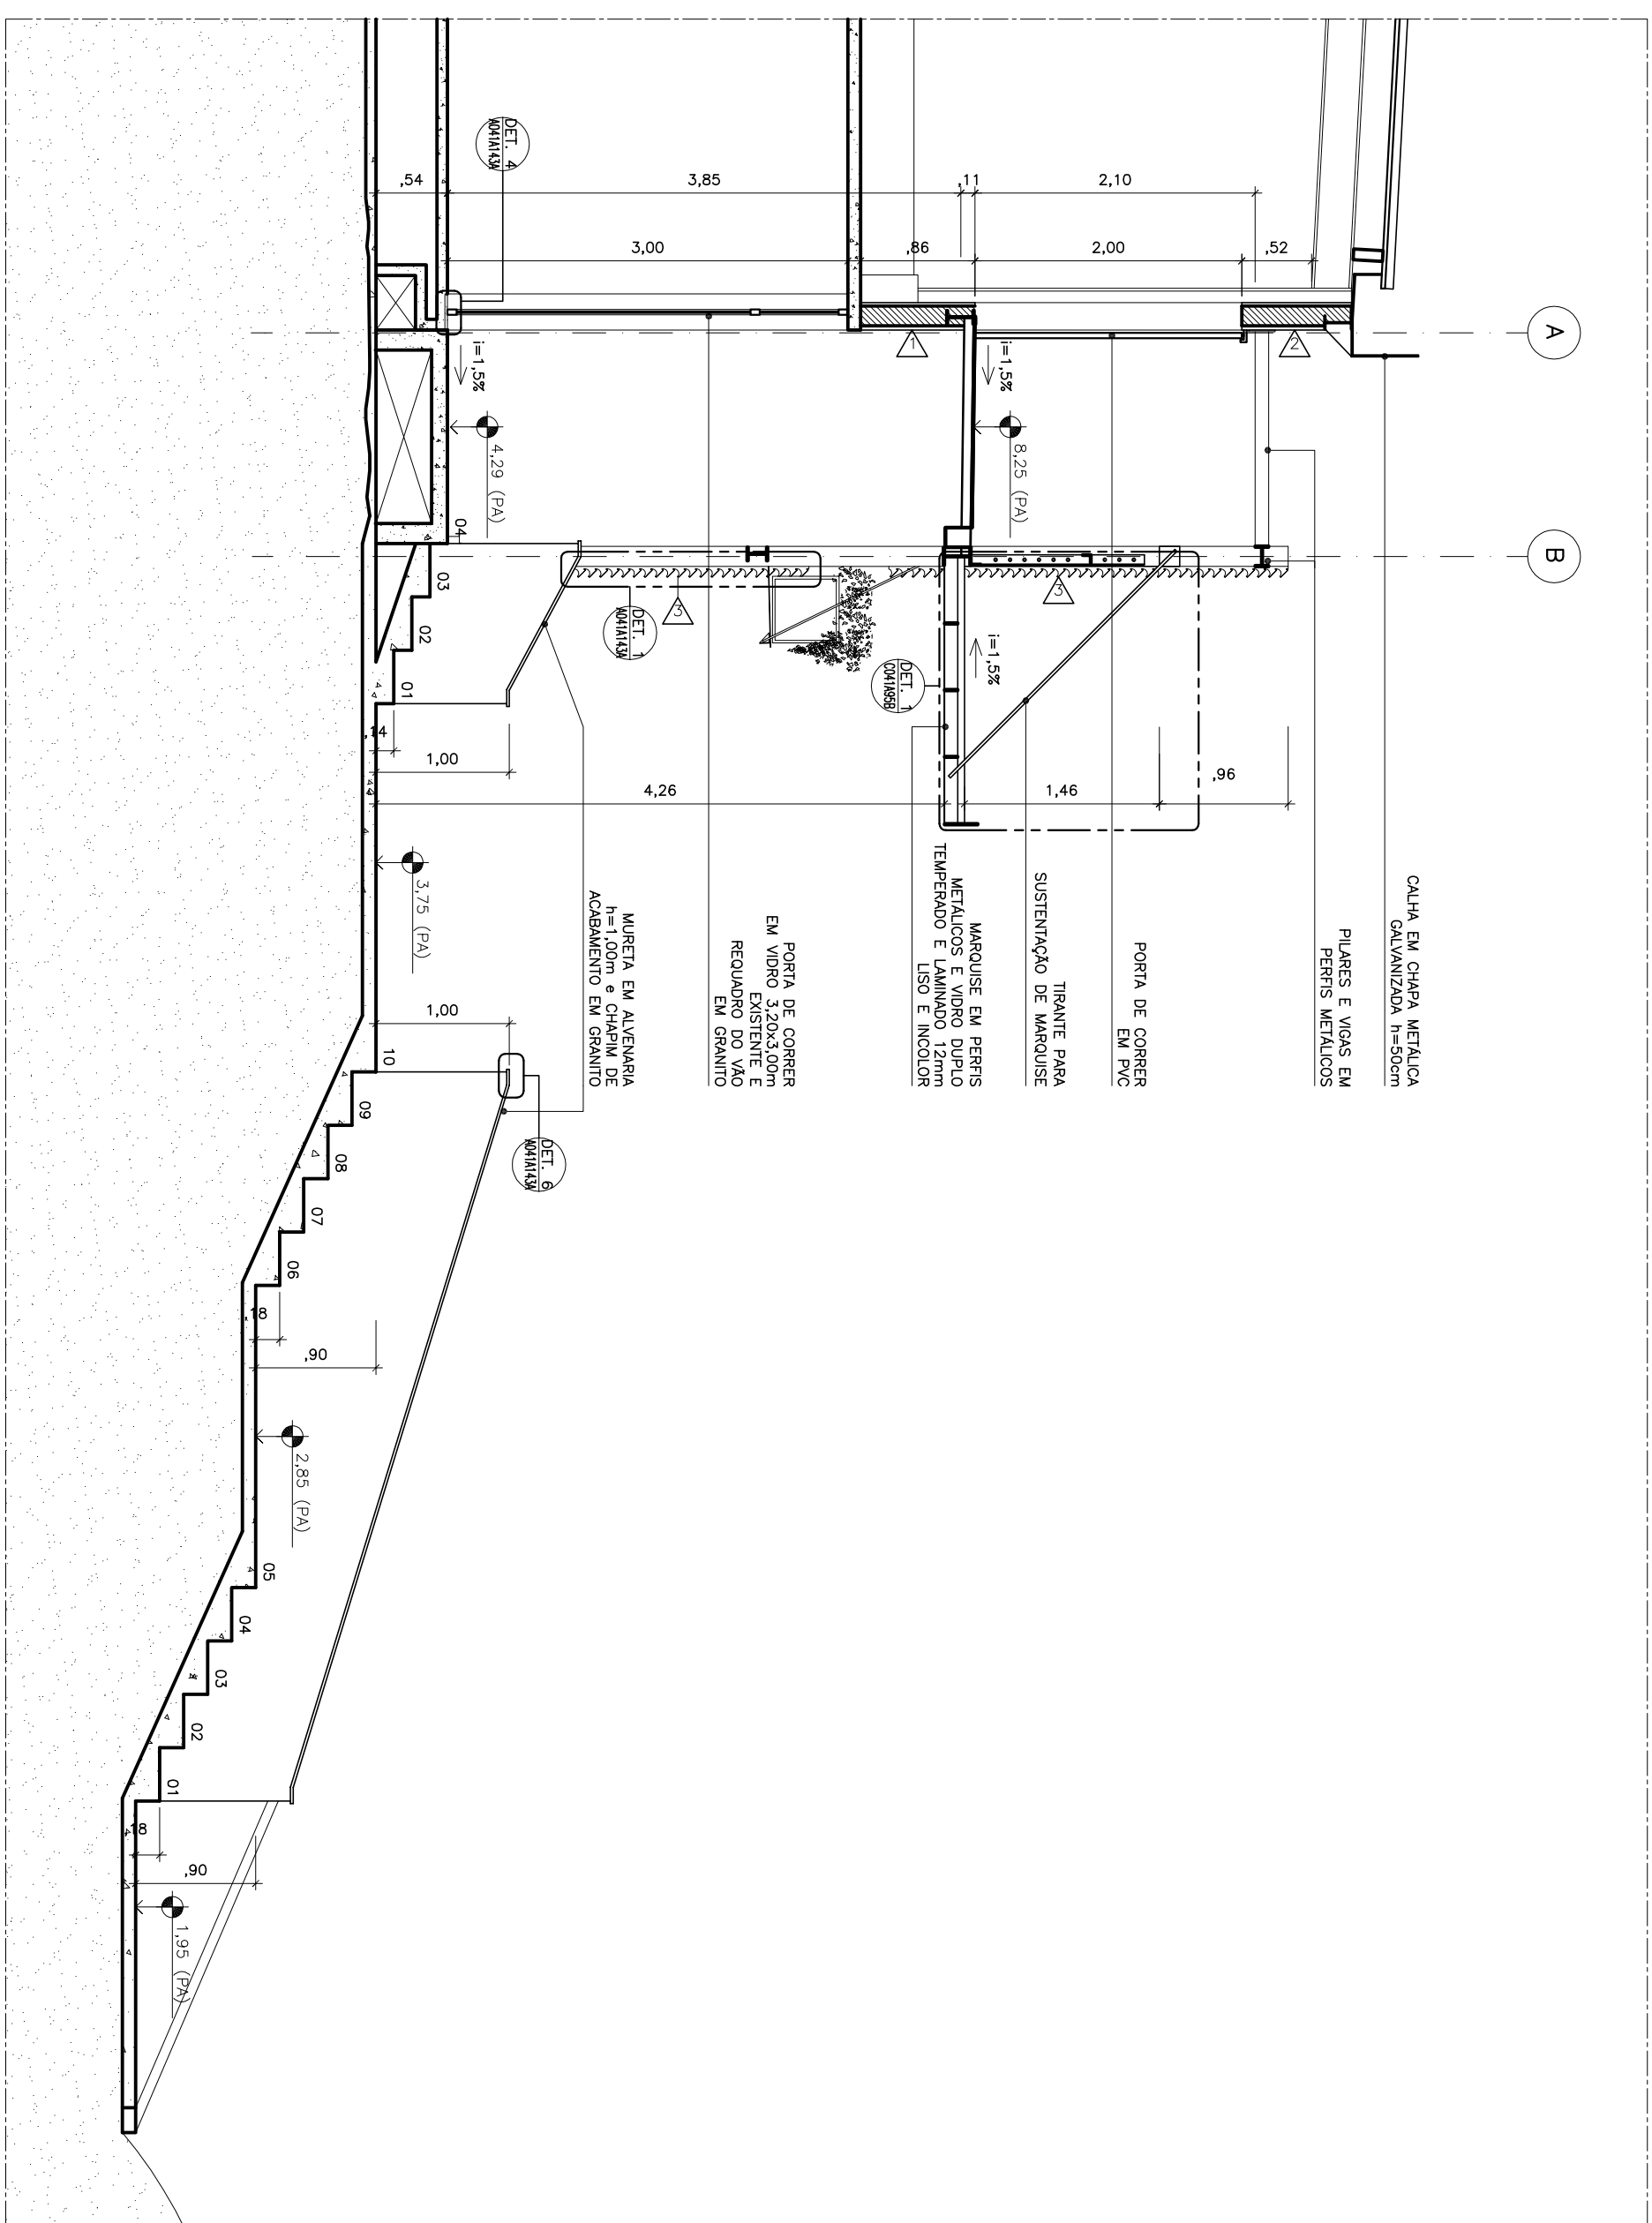 A
B
CALHA EM CHAPA METÁLICA
GALVANIZADA h=50cm
PILARES E VIGAS EM
PERFIS METÁLICOS
PORTA DE CORRER
EM PVC
TIRANTE PARA
SUSTENTAÇÃO DE MARQUISE
MARQUISE EM PERFIS
METÁLICOS E VIDRO DUPLO
TEMPERADO E LAMINADO 12mm
LISO E INCOLOR
PORTA DE CORRER
EM VIDRO 3,20x3,00m
EXISTENTE E
REQUADRO DO VÃO
EM GRANITO
MURETA EM ALVENARIA
h=1,00m e CHAPIM DE
ACABAMENTO EM GRANITO
,54
3,85
,11
2,10
3,00
,86
2,00
,52
1
2
3
3
i=1,5%
i=1,5%
i=1,5%
8,25 (PA)
4,29 (PA)
3,75 (PA)
2,85 (PA)
1,95 (PA)
DET. 4
A041A143A
DET. 1
A041A143A
DET. 1
C041A95B
DET. 6
A041A143A
04
03
02
01
,14
1,00
4,26
1,46
,96
1,00
10
09
08
07
06
,18
,90
05
04
03
02
01
,18
,90